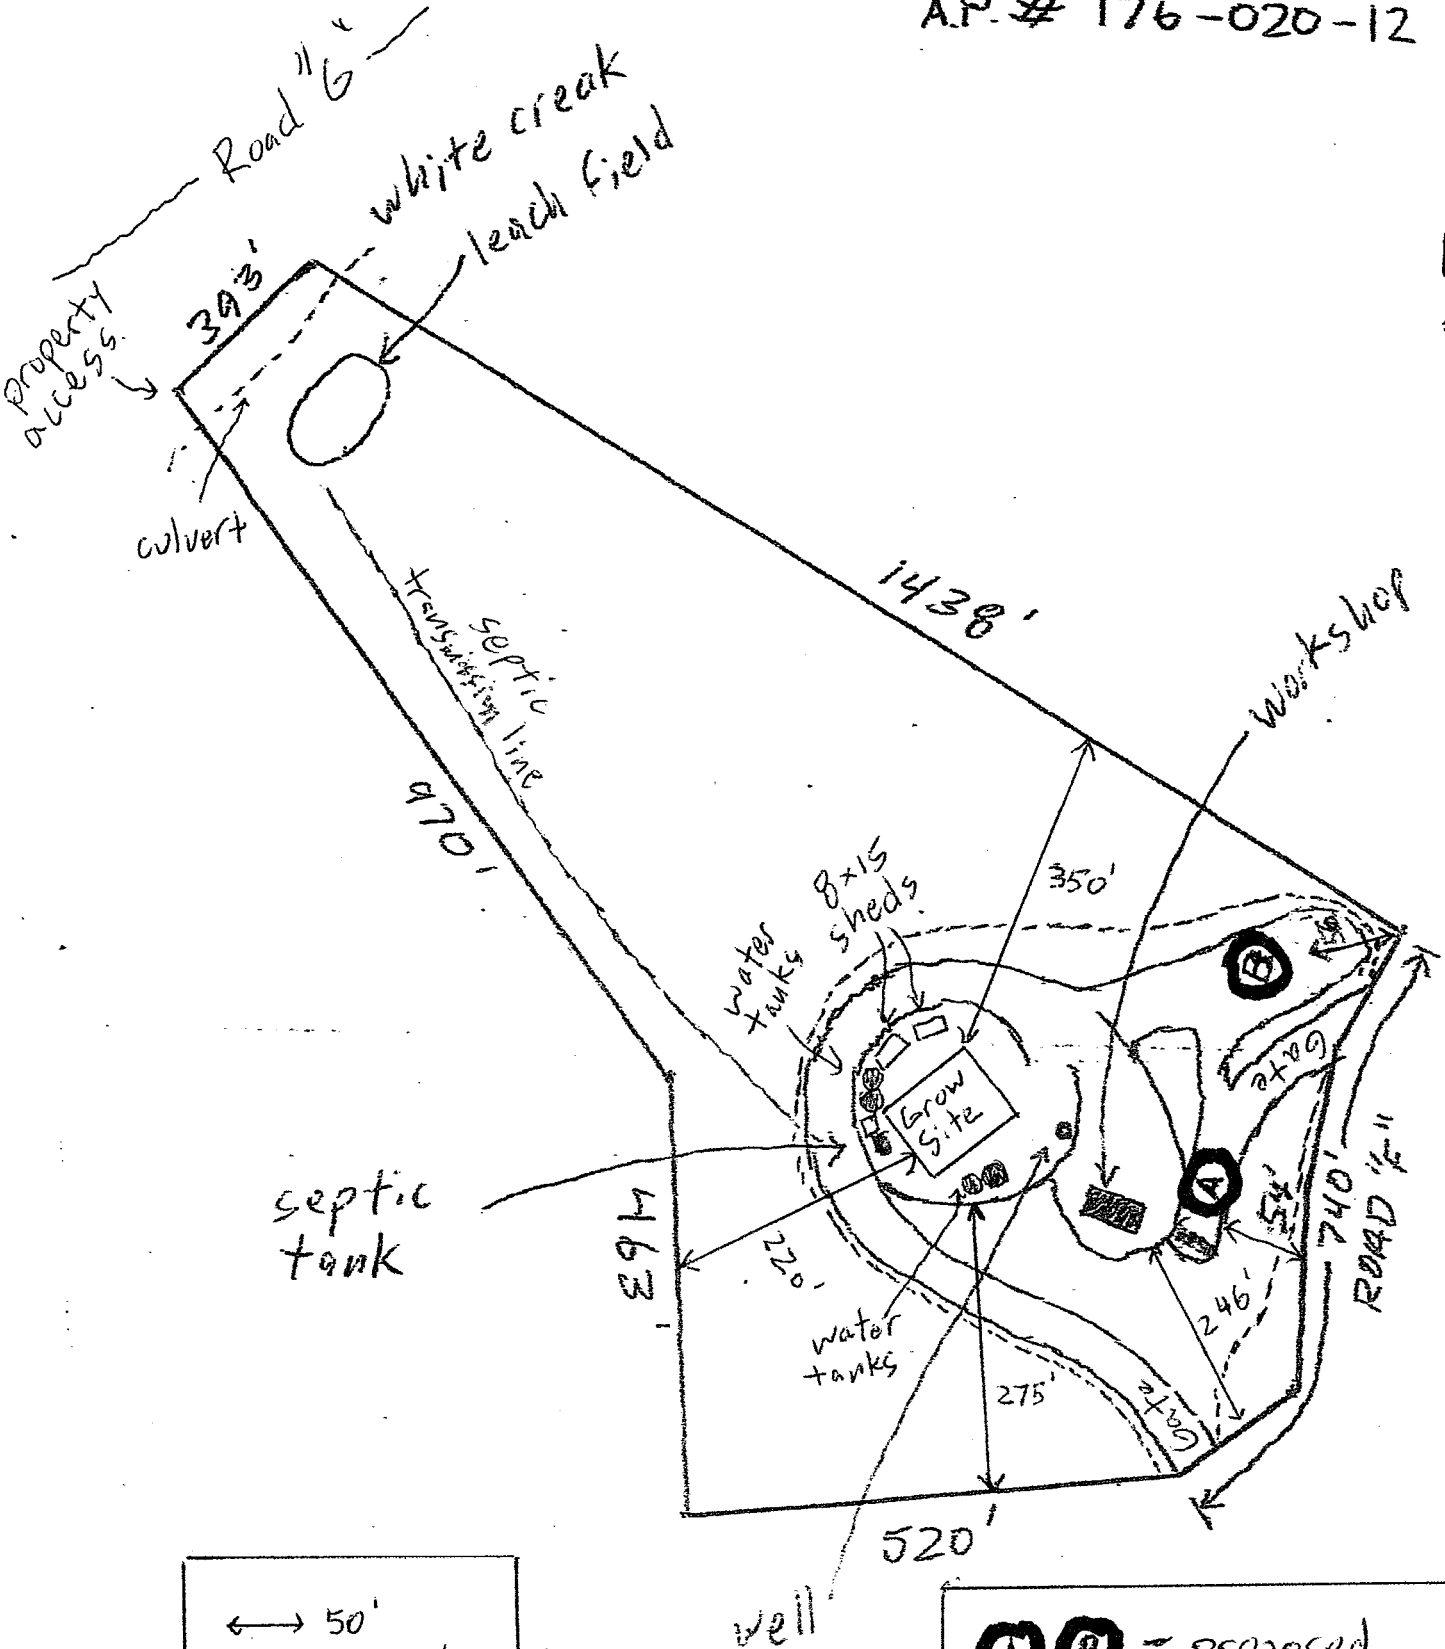 A.P. # 176-020-12
Road "G"
white creak
leach field
393'
property
access
culvert
septic
transmission line
1438'
workshop
970'
8x15
sheds
350'
water
tanks
56'
B
Gate
Grow
Site
septic
tank
A
54'
740'
ROAD "F"
463'
220'
246'
water
tanks
275'
Gate
520'
well
50'
A B = proposed